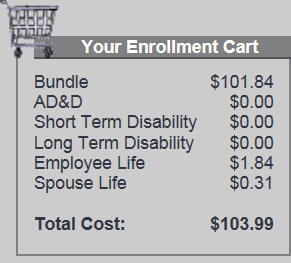 Your Enrollment Cart
Bundle $101.84
AD&D $0.00
Short Term Disability $0.00
Long Term Disability $0.00
Employee Life $1.84
Spouse Life $0.31
Total Cost: $103.99